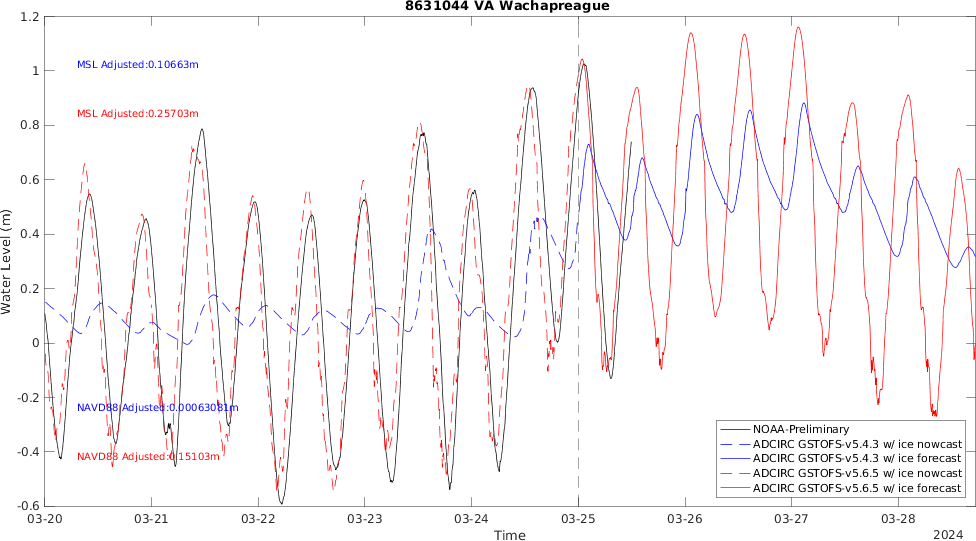 8631044 VA Wachapreague
1.2
1
0.8
0.6
0.4
0.2
0
-0.2
-0.4
-0.6
Water Level (m)
MSL Adjusted:0.10663m
MSL Adjusted:0.25703m
NAVD88 Adjusted:0.00063081m
NAVD88 Adjusted:0.15103m
NOAA-Preliminary
ADCIRC GSTOFS-v5.4.3 w/ ice nowcast
ADCIRC GSTOFS-v5.4.3 w/ ice forecast
ADCIRC GSTOFS-v5.6.5 w/ ice nowcast
ADCIRC GSTOFS-v5.6.5 w/ ice forecast
03-20 03-21 03-22 03-23 03-24 03-25 03-26 03-27 03-28
Time
2024